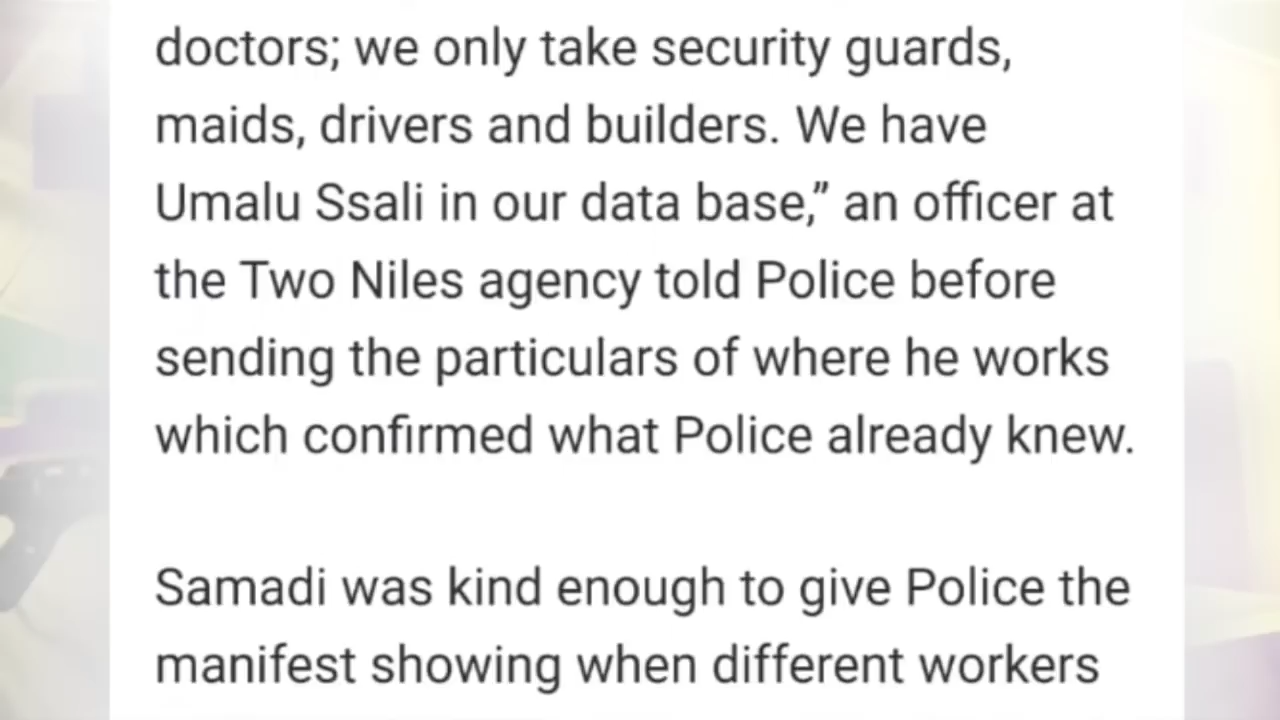 doctors; we only take security guards,
maids, drivers and builders. We have
Umalu Ssali in our data base,” an officer at
the Two Niles agency told Police before
sending the particulars of where he works
which confirmed what Police already knew.
Samadi was kind enough to give Police the
manifest showing when different workers